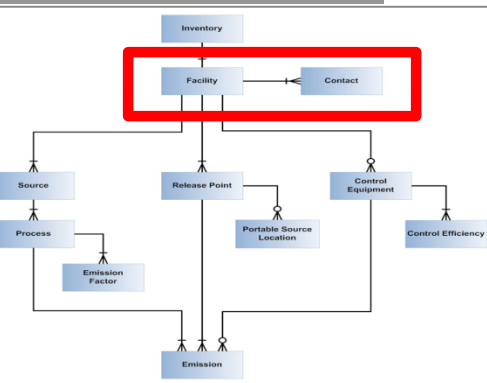 Inventory
Facility
Contact
Source
Release Point
Control
Equipment
Process
Portable Source
Location
Control Efficiency
Emission
Factor
Emission